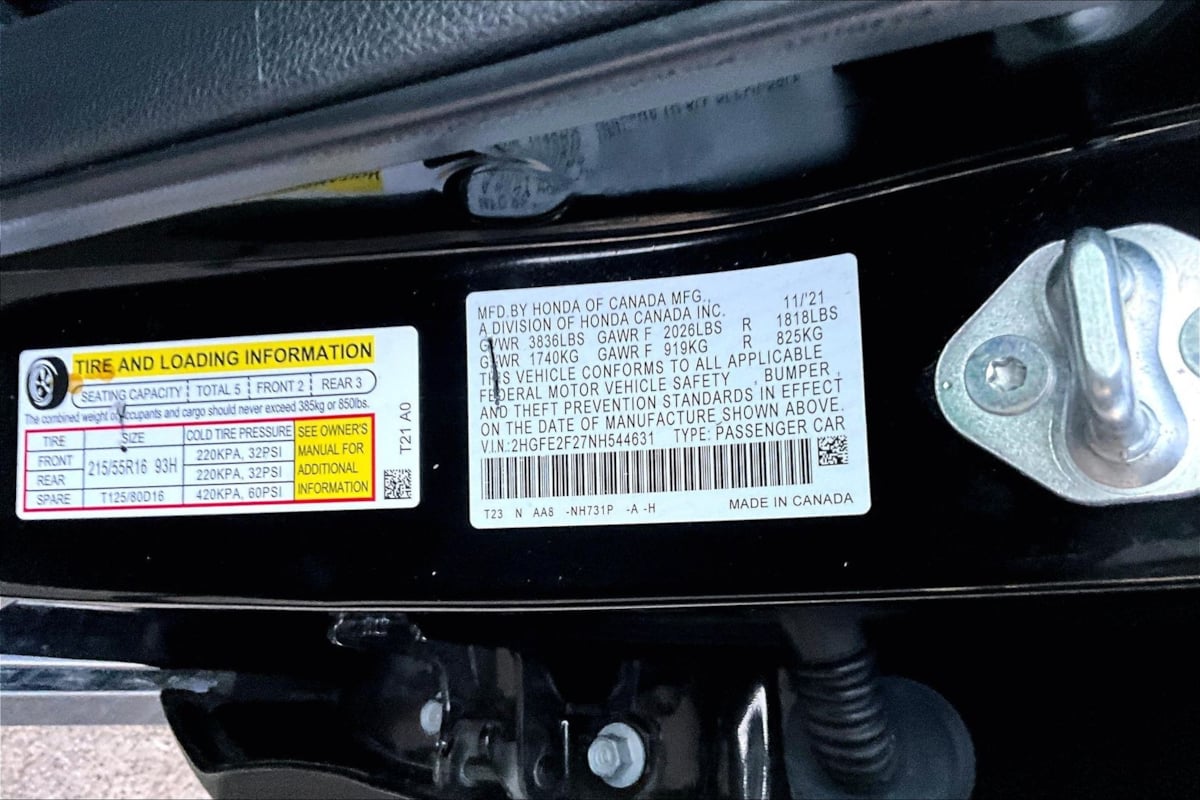 TIRE AND LOADING INFORMATION
SEATING CAPACITY TOTAL 5 FRONT 2 REAR 3
The combined weight of occupants and cargo should never exceed 385kg or 850lbs.
TIRE SIZE COLD TIRE PRESSURE
FRONT 215/55R16 93H 220KPA, 32PSI
REAR 220KPA, 32PSI
SPARE T125/80D16 420KPA, 60PSI
SEE OWNER'S
MANUAL FOR
ADDITIONAL
INFORMATION
T21 A0
MFD.BY HONDA OF CANADA MFG., 11/'21
A DIVISION OF HONDA CANADA INC.
GVWR 3836LBS GAWR F 2026LBS R 1818LBS
GVWR 1740KG GAWR F 919KG R 825KG
THIS VEHICLE CONFORMS TO ALL APPLICABLE
FEDERAL MOTOR VEHICLE SAFETY , BUMPER ,
AND THEFT PREVENTION STANDARDS IN EFFECT
ON THE DATE OF MANUFACTURE SHOWN ABOVE.
V.I.N.:2HGFE2F27NH544631 TYPE: PASSENGER CAR
T23 N AA8 -NH731P -A -H MADE IN CANADA